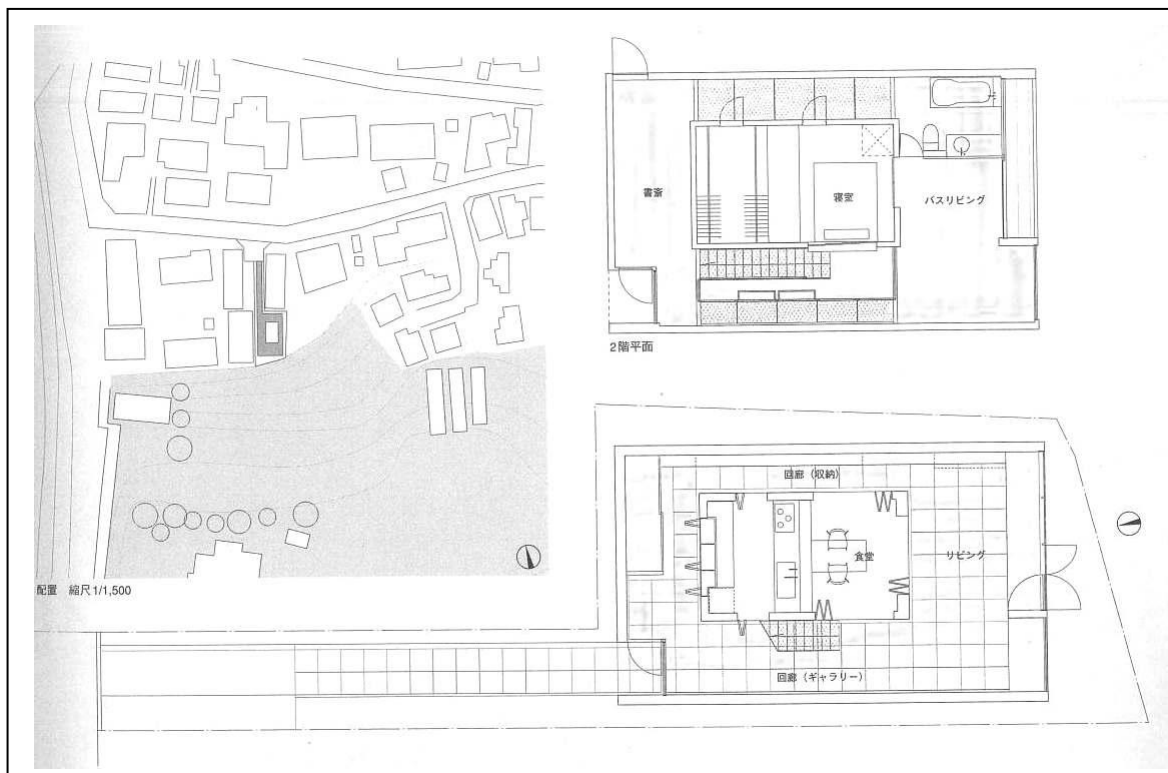 書斎
寝室
バスリビング
2階平面
配置 縮尺1/1,500
回廊（収納）
食堂
リビング
回廊（ギャラリー）